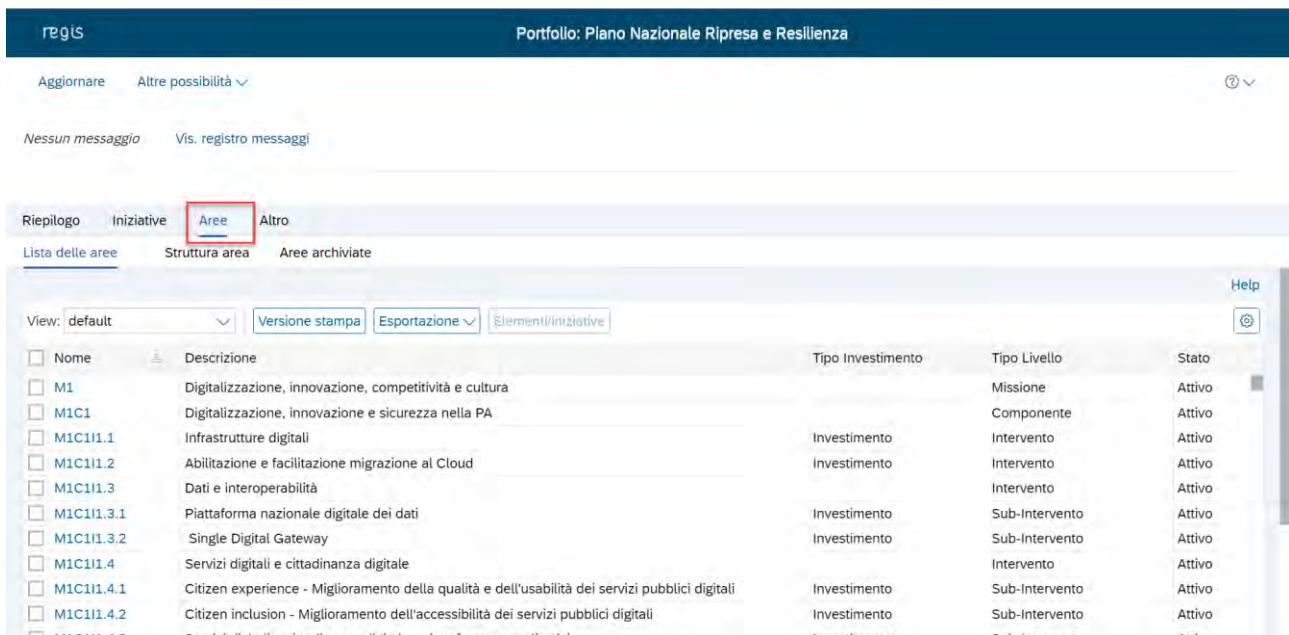 regis Portfolio: Piano Nazionale Ripresa e Resilienza
Aggiornare Altre possibilità
Nessun messaggio Vis. registro messaggi
Riepilogo Iniziative Aree Altro
Lista delle aree Struttura area Aree archiviate
Help
View: default Versione stampa Esportazione Elementi/iniziative
Nome Descrizione Tipo Investimento Tipo Livello Stato
M1 Digitalizzazione, innovazione, competitività e cultura Missione Attivo
M1C1 Digitalizzazione, innovazione e sicurezza nella PA Componente Attivo
M1C1I1.1 Infrastrutture digitali Investimento Intervento Attivo
M1C1I1.2 Abilitazione e facilitazione migrazione al Cloud Investimento Intervento Attivo
M1C1I1.3 Dati e interoperabilità Intervento Attivo
M1C1I1.3.1 Piattaforma nazionale digitale dei dati Investimento Sub-Intervento Attivo
M1C1I1.3.2 Single Digital Gateway Investimento Sub-Intervento Attivo
M1C1I1.4 Servizi digitali e cittadinanza digitale Intervento Attivo
M1C1I1.4.1 Citizen experience - Miglioramento della qualità e dell'usabilità dei servizi pubblici digitali Investimento Sub-Intervento Attivo
M1C1I1.4.2 Citizen inclusion - Miglioramento dell'accessibilità dei servizi pubblici digitali Investimento Sub-Intervento Attivo